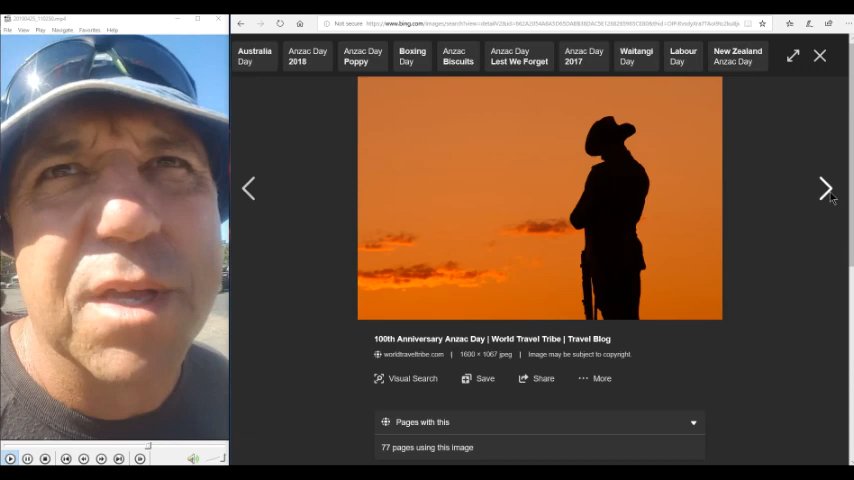 20180425_110250.mp4
File View Play Navigate Favorites Help
Not secure
Australia
Day
Anzac Day
2018
Anzac Day
Poppy
Boxing
Day
Anzac
Biscuits
Anzac Day
Lest We Forget
Anzac Day
2017
Waitangi
Day
Labour
Day
New Zealand
Anzac Day
100th Anniversary Anzac Day | World Travel Tribe | Travel Blog
worldtraveltribe.com | 1600 × 1067 jpeg | Image may be subject to copyright.
Visual Search Save Share More
Pages with this
77 pages using this image